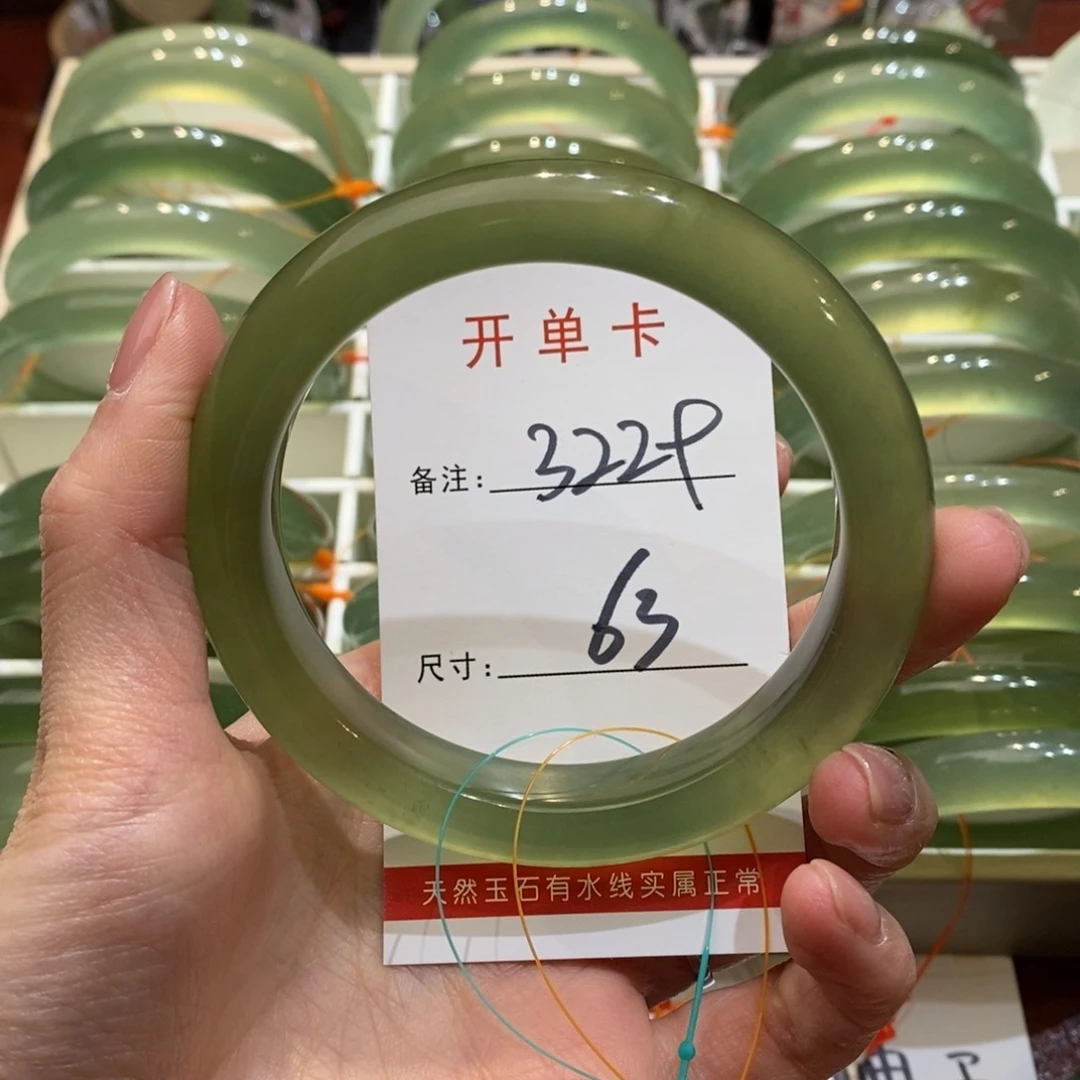 开单卡
备注: 3229
尺寸: 63
天然玉石有水线实属正常